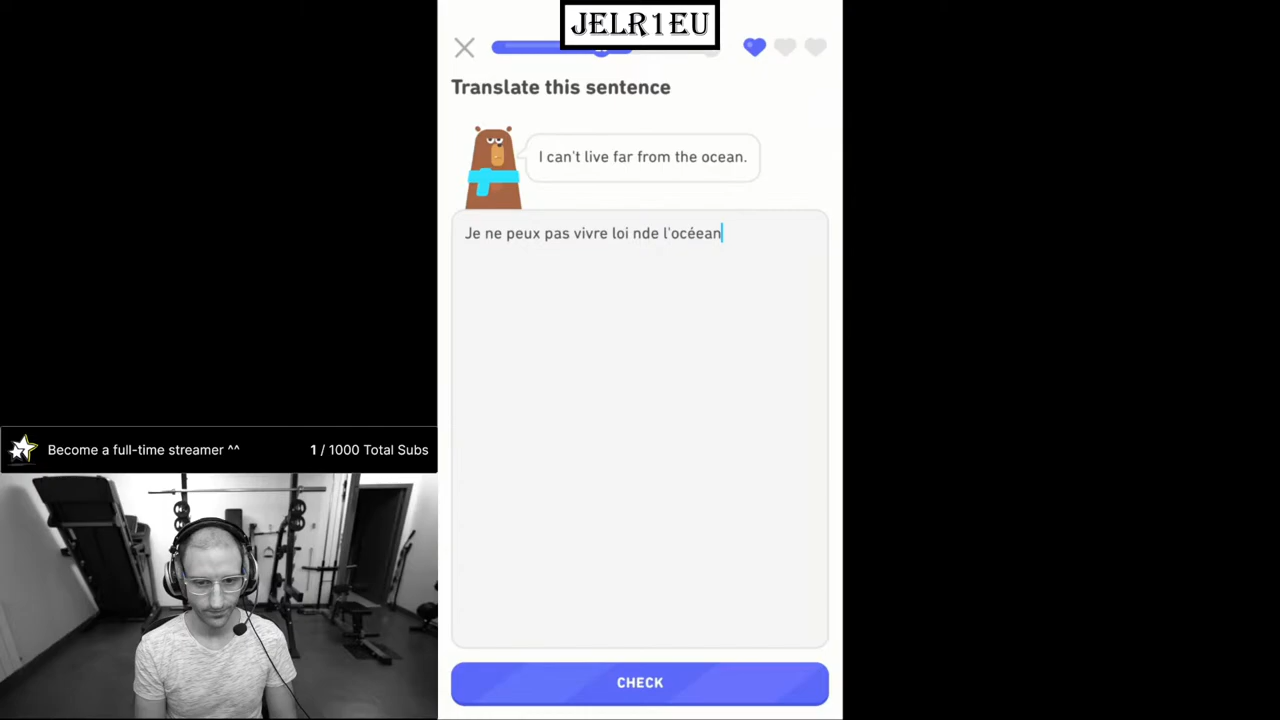 JELR1EU
Translate this sentence
I can't live far from the ocean.
Je ne peux pas vivre loi nde l'océean
Become a full-time streamer ^^ 1 / 1000 Total Subs
CHECK